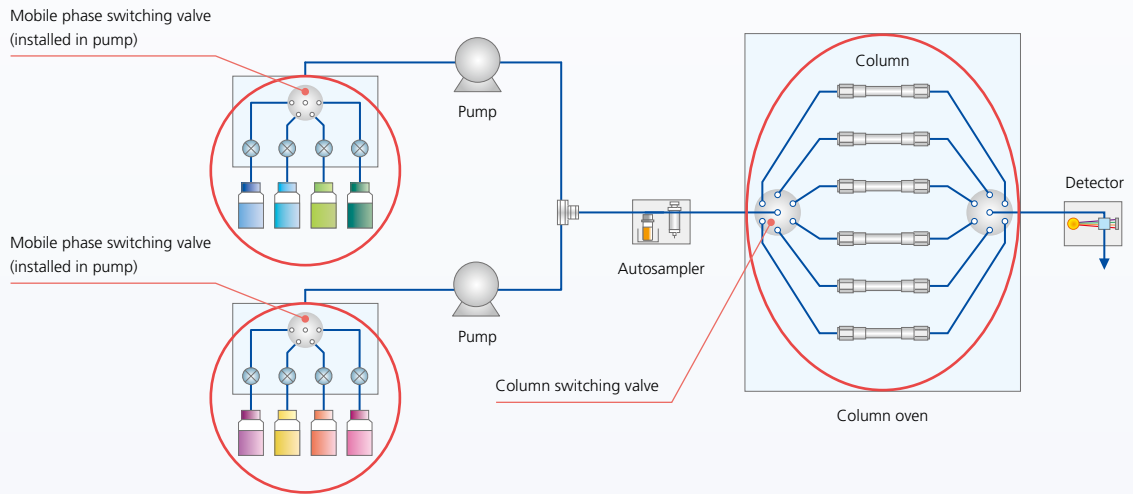 Mobile phase switching valve
(installed in pump)
Pump
Column
Detector
Autosampler
Mobile phase switching valve
(installed in pump)
Pump
Column switching valve
Column oven